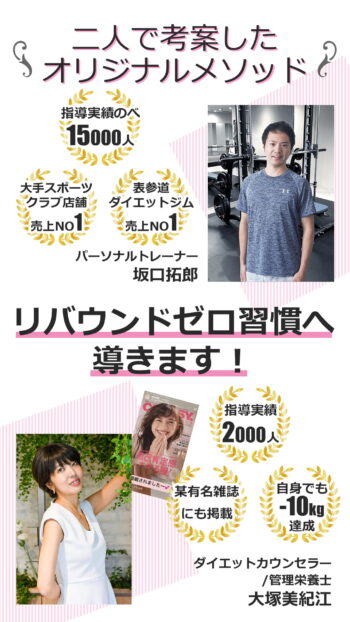 二人で考案した
オリジナルメソッド
指導実績のべ
15000人
大手スポーツ
クラブ店舗
売上NO1
表参道
ダイエットジム
売上NO1
パーソナルトレーナー
坂口拓郎
リバウンドゼロ習慣へ
導きます！
指導実績
2000人
某有名雑誌
にも掲載
自身でも
-10kg
達成
ダイエットカウンセラー
/管理栄養士
大塚美紀江